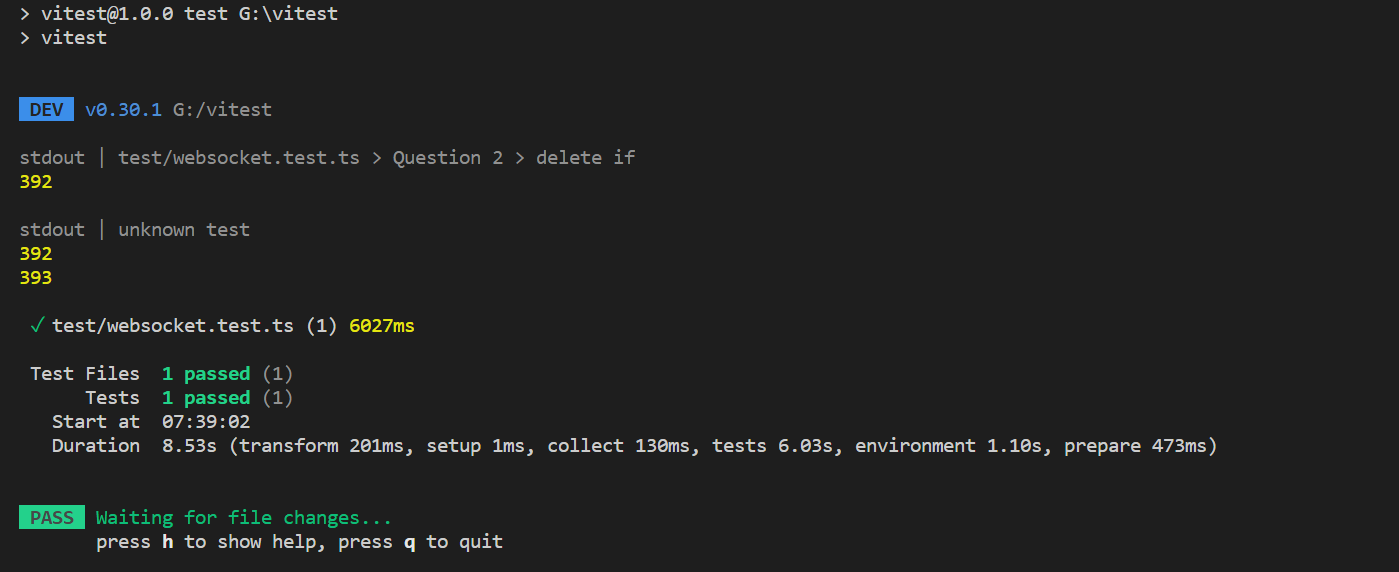 > vitest@1.0.0 test G:\vitest
> vitest
DEV v0.30.1 G:/vitest
stdout | test/websocket.test.ts > Question 2 > delete if
392
stdout | unknown test
392
393
✓ test/websocket.test.ts (1) 6027ms
Test Files 1 passed (1)
Tests 1 passed (1)
Start at 07:39:02
Duration 8.53s (transform 201ms, setup 1ms, collect 130ms, tests 6.03s, environment 1.10s, prepare 473ms)
PASS Waiting for file changes...
press h to show help, press q to quit